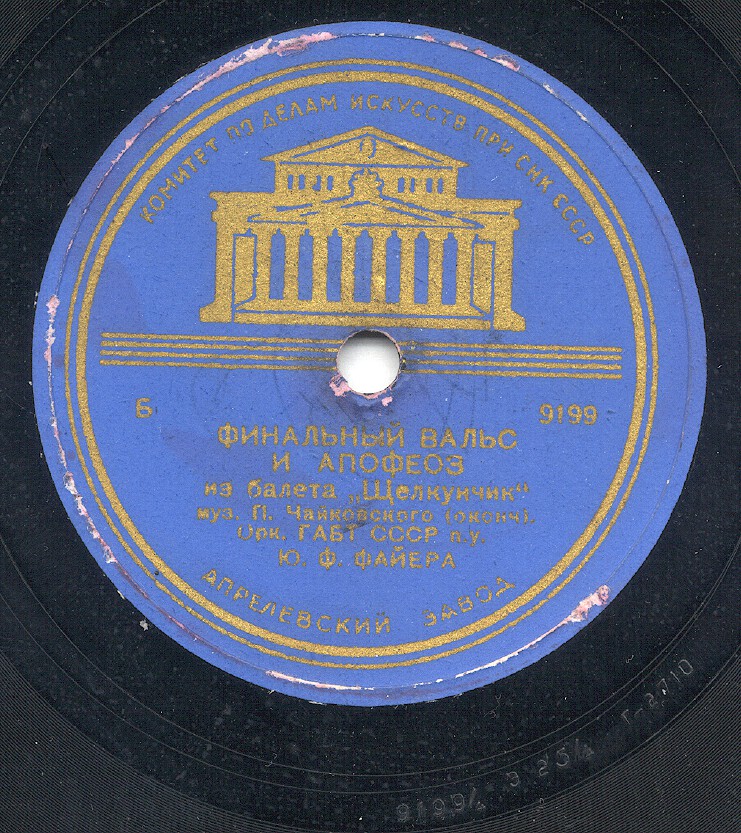 КОМИТЕТ ПО ДЕЛАМ ИСКУССТВ ПРИ СНК СССР
Б 9199
ФИНАЛЬНЫЙ ВАЛЬС
И АПОФЕОЗ
из балета „Щелкунчик“
муз. П. Чайковского (оконч).
Орк. ГАБТ СССР п.у.
Ю. Ф. ФАЙЕРА
АПРЕЛЕВСКИЙ ЗАВОД
Г-2710